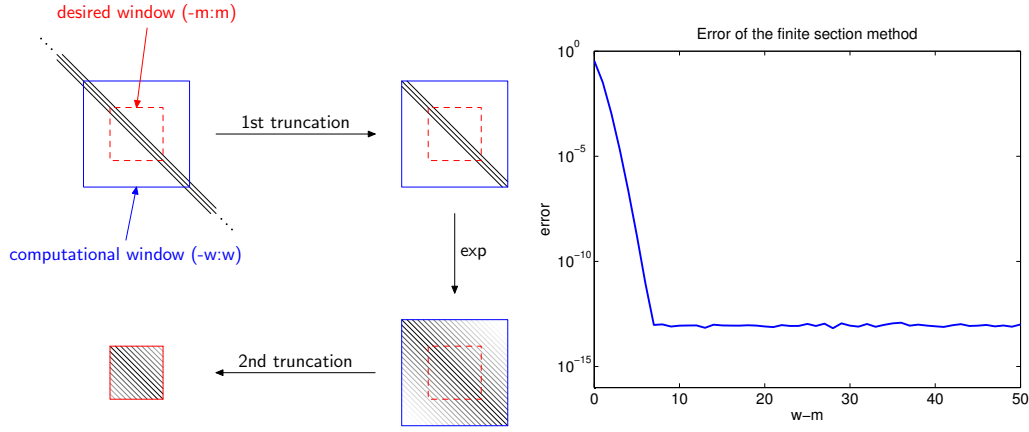 desired window (-m:m)
1st truncation
computational window (-w:w)
exp
2nd truncation
Error of the finite section method
error
10^0
10^-5
10^-10
10^-15
0
10
20
30
40
50
w−m